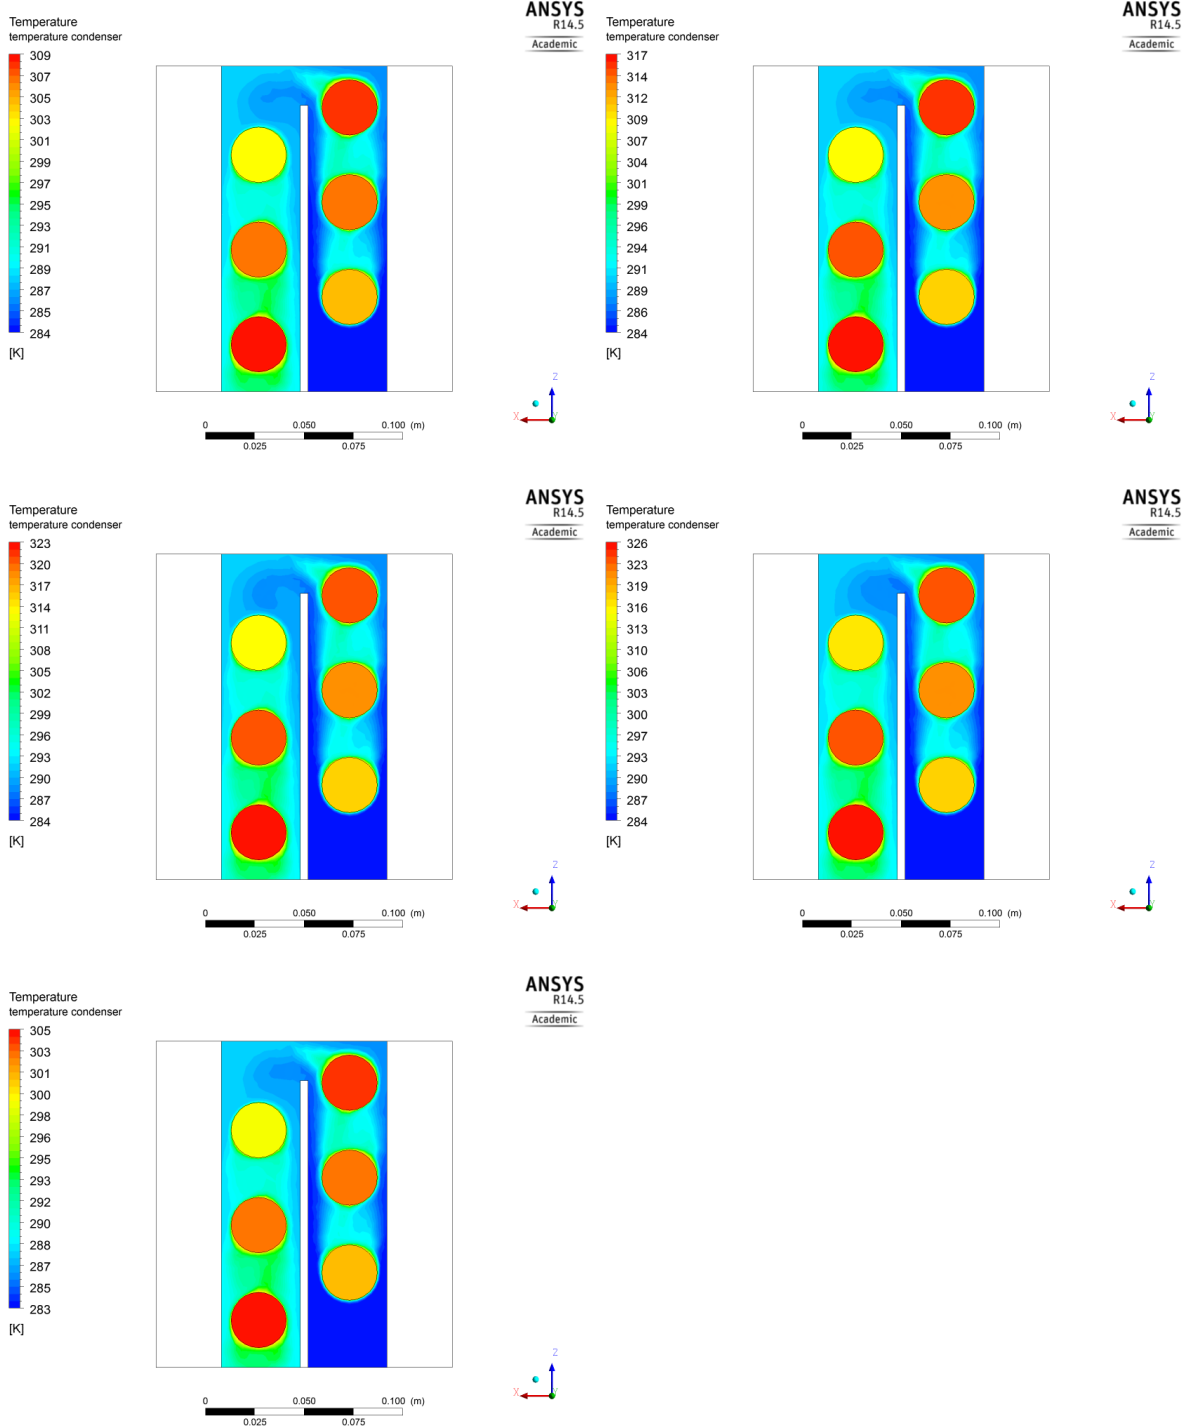 ANSYS
R14.5
Academic
Temperature
temperature condenser
309
307
305
303
301
299
297
295
293
291
289
287
285
284
[K]
Z
X
Y
0 0.050 0.100 (m)
0.025 0.075
ANSYS
R14.5
Academic
Temperature
temperature condenser
317
314
312
309
307
304
301
299
296
294
291
289
286
284
[K]
Z
X
Y
0 0.050 0.100 (m)
0.025 0.075
ANSYS
R14.5
Academic
Temperature
temperature condenser
323
320
317
314
311
308
305
302
299
296
293
290
287
284
[K]
Z
X
Y
0 0.050 0.100 (m)
0.025 0.075
ANSYS
R14.5
Academic
Temperature
temperature condenser
326
323
319
316
313
310
306
303
300
297
293
290
287
284
[K]
Z
X
Y
0 0.050 0.100 (m)
0.025 0.075
ANSYS
R14.5
Academic
Temperature
temperature condenser
305
303
301
300
298
296
295
293
292
290
288
287
285
283
[K]
Z
X
Y
0 0.050 0.100 (m)
0.025 0.075